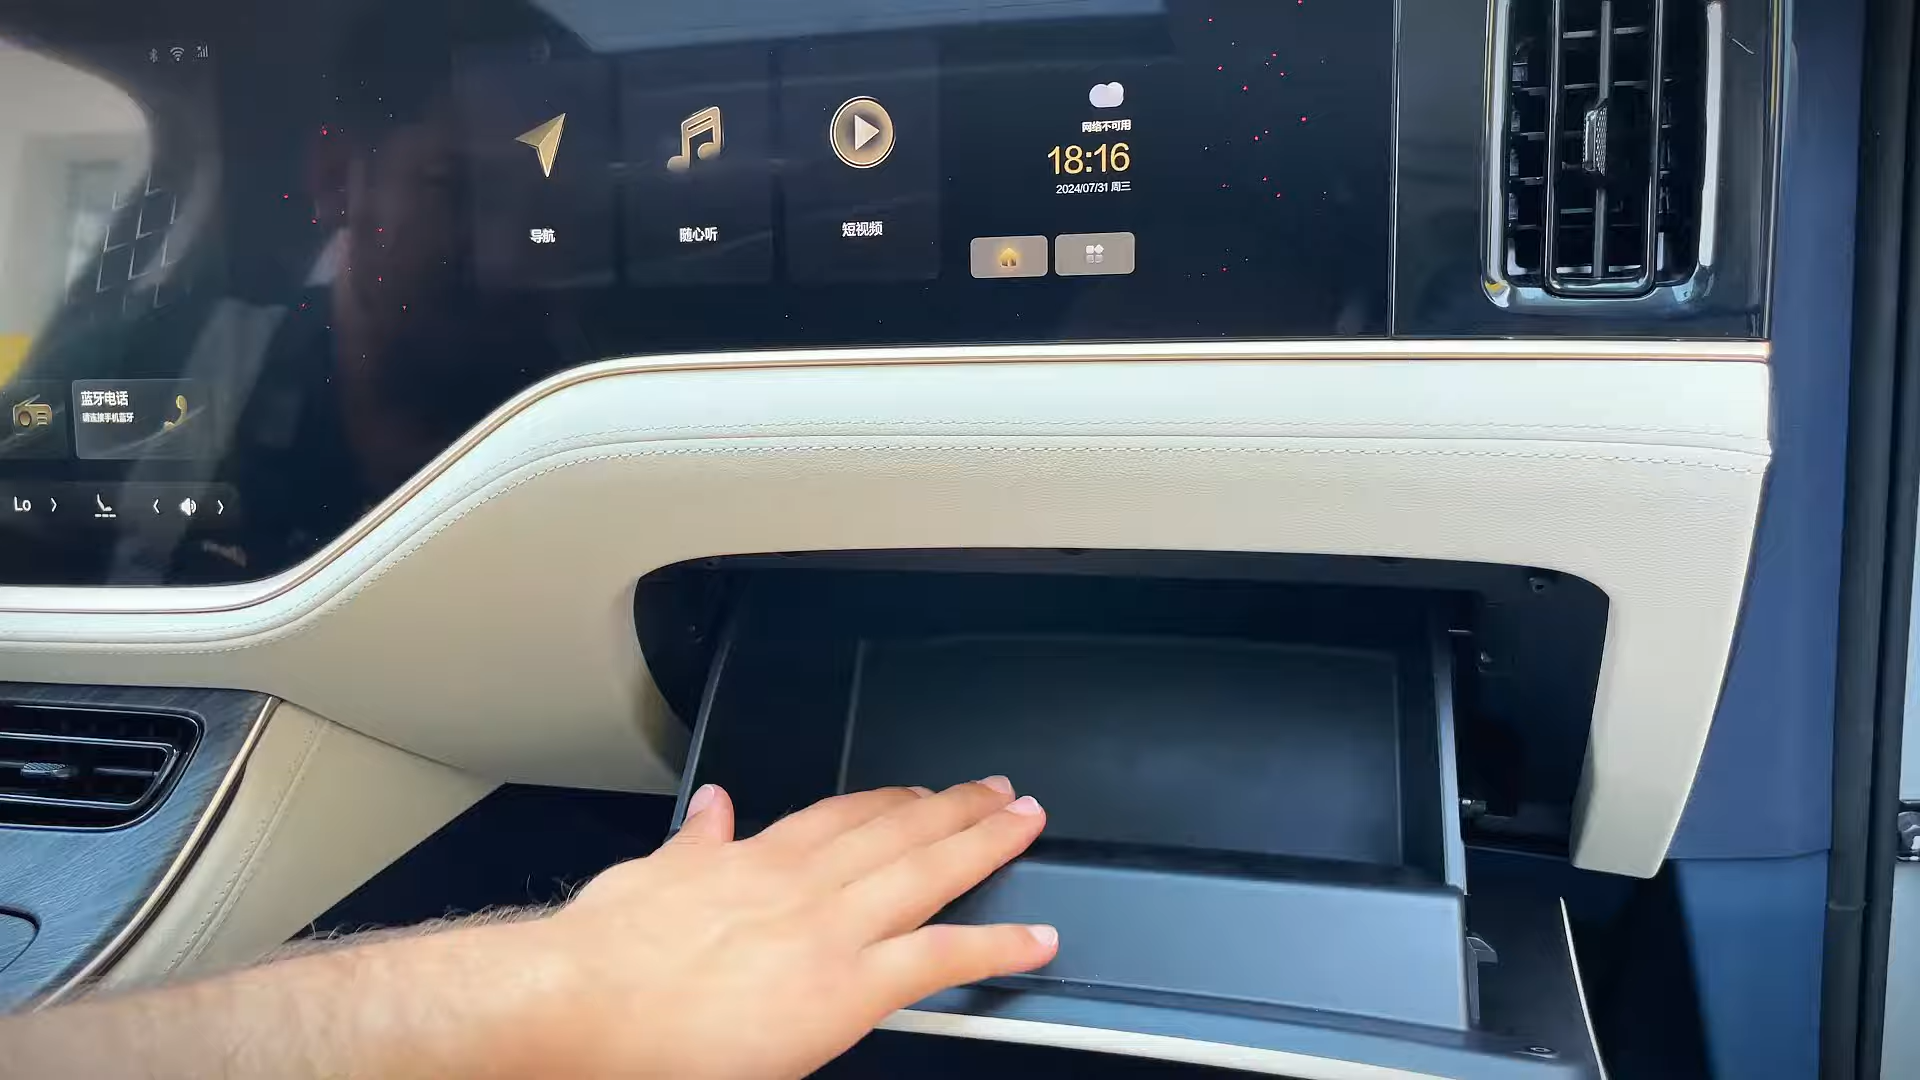 网络不可用
18:16
2024/07/31 周三
导航
随心听
短视频
蓝牙电话
请连接手机蓝牙
Lo